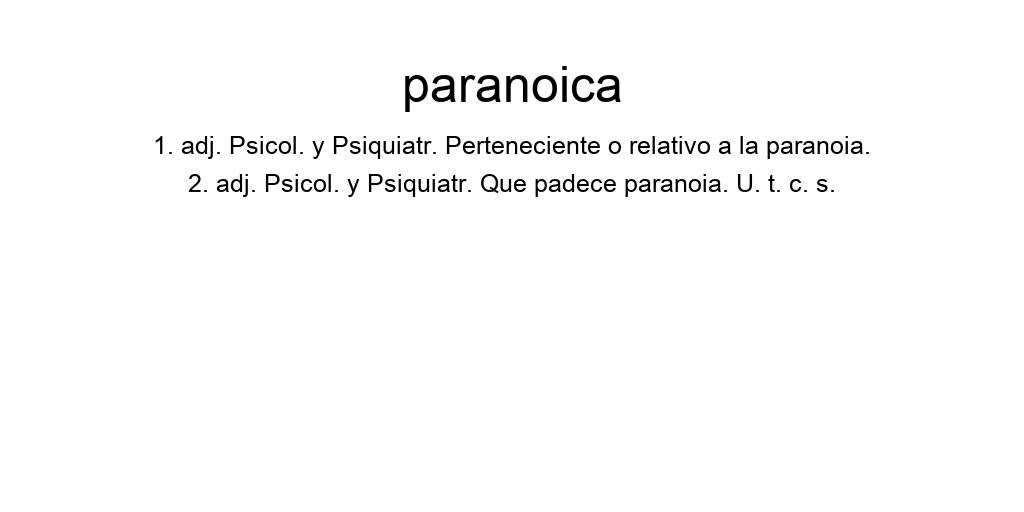 paranoica
1. adj. Psicol. y Psiquiatr. Perteneciente o relativo a la paranoia.
2. adj. Psicol. y Psiquiatr. Que padece paranoia. U. t. c. s.